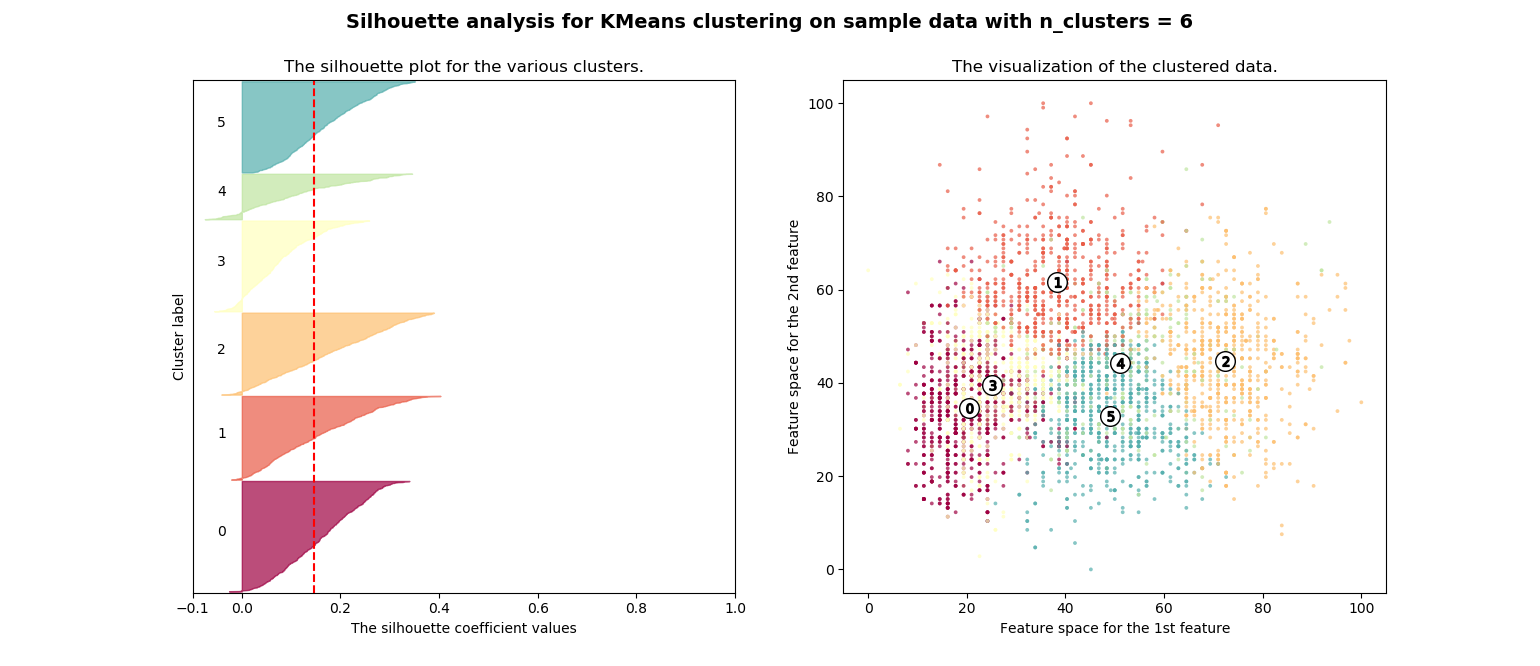 Silhouette analysis for KMeans clustering on sample data with n_clusters = 6
The silhouette plot for the various clusters.
Cluster label
5
4
3
2
1
0
−0.1 0.0 0.2 0.4 0.6 0.8 1.0
The silhouette coefficient values
The visualization of the clustered data.
Feature space for the 2nd feature
100
80
60
40
20
0
1
4
2
3
0
5
0 20 40 60 80 100
Feature space for the 1st feature